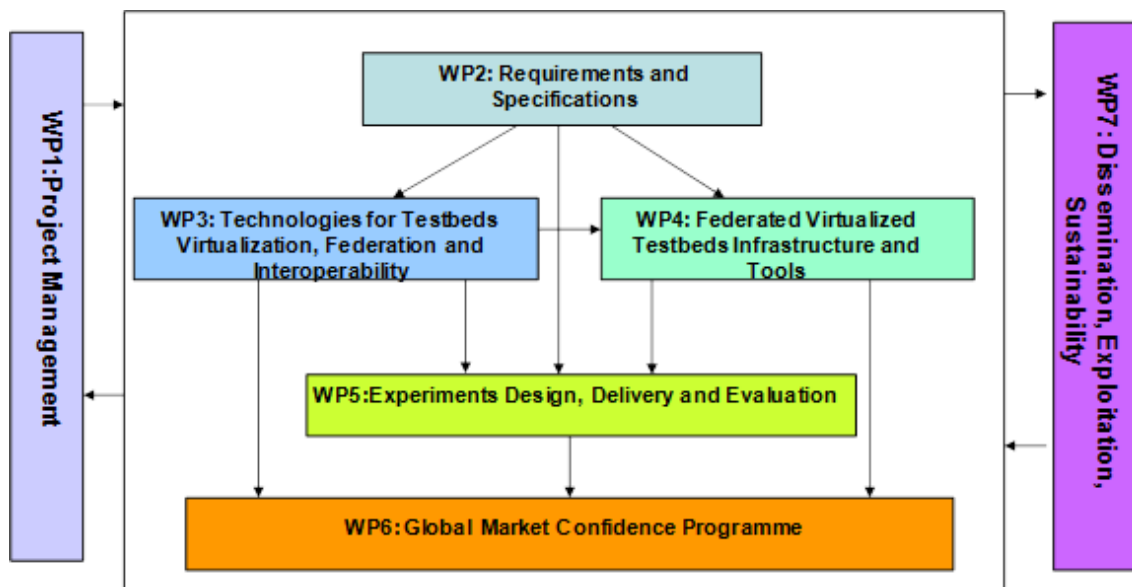 WP1:Project Management
WP2: Requirements and
Specifications
WP3: Technologies for Testbeds
Virtualization, Federation and
Interoperability
WP4: Federated Virtualized
Testbeds Infrastructure and
Tools
WP5:Experiments Design, Delivery and Evaluation
WP6:Global Market Confidence Programme
WP7: Dissemination, Exploitation,
Sustainability